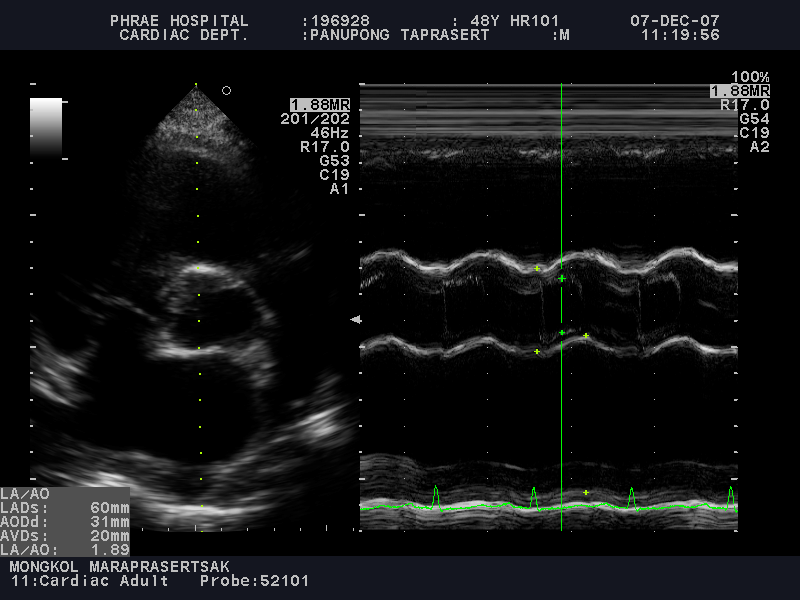 PHRAE HOSPITAL :196928 : 48Y HR101 07-DEC-07
CARDIAC DEPT. :PANUPONG TAPRASERT :M 11:19:56
1.88MR
201/202
46Hz
R17.0
G53
C19
A1
100%
1.88MR
R17.0
G54
C19
A2
LA/AO
LADs: 60mm
AODd: 31mm
AVDs: 20mm
LA/AO: 1.89
MONGKOL MARAPRASERTSAK
11:Cardiac Adult Probe:52101